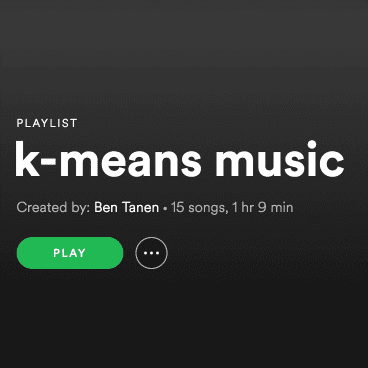 PLAYLIST
k-means music
Created by: Ben Tanen • 15 songs, 1 hr 9 min
PLAY